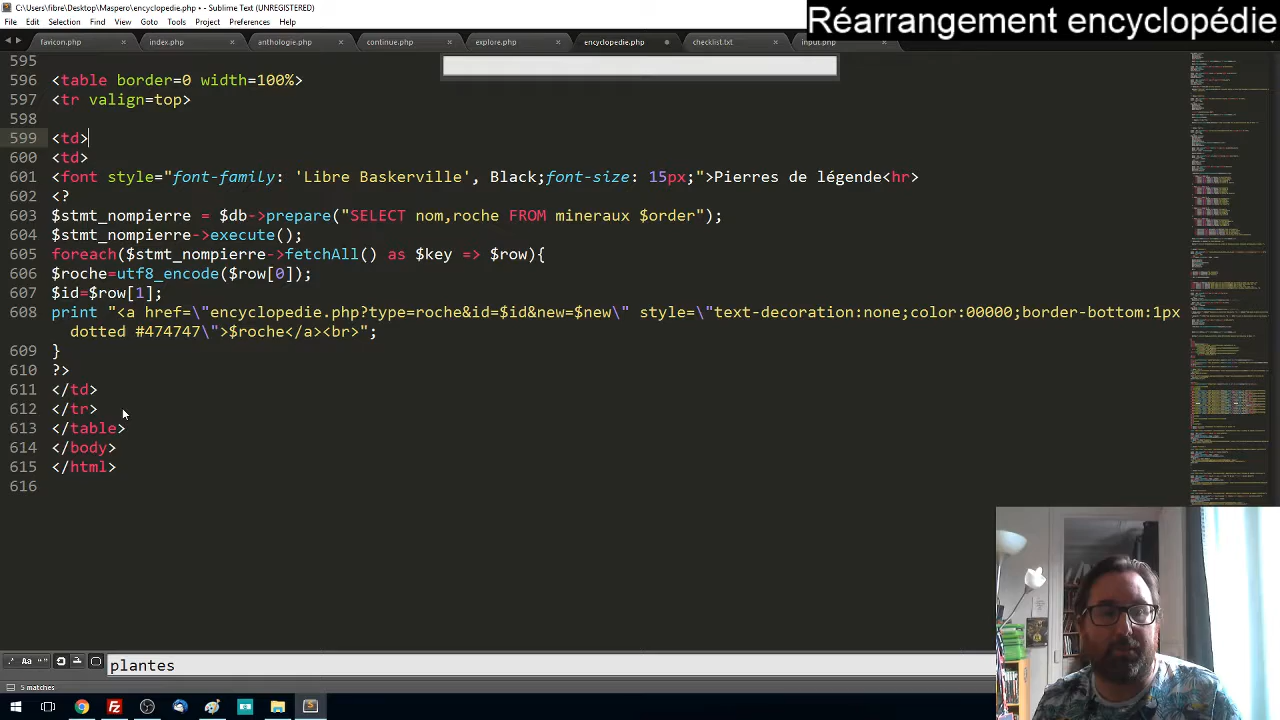 C:\Users\fibre\Desktop\Maspero\encyclopedie.php • - Sublime Text (UNREGISTERED)
Réarrangement encyclopédie
File Edit Selection Find View Goto Tools Project Preferences Help
favicon.php index.php anthologie.php continue.php explore.php encyclopedie.php checklist.txt input.php
595
596 <table border=0 width=100%>
597 <tr valign=top>
598
599 <td>
600 <td>
601 <font style="font-family: 'Libre Baskerville', Blokk;font-size: 15px;">Pierres de légende<hr>
602 <?
603 $stmt_nompierre = $db->prepare("SELECT nom,roche FROM mineraux $order");
604 $stmt_nompierre->execute();
605 foreach($stmt_nompierre->fetchAll() as $key => $row){
606 $roche=utf8_encode($row[0]);
607 $id=$row[1];
608 print "<a href=\"encyclopedie.php?type=roche&id=$id&new=$new\" style=\"text-decoration:none;color:00000;border-bottom:1px
dotted #474747\">$roche</a><br>";
609 }
610 ?>
611 </td>
612 </tr>
613 </table>
614 </body>
615 </html>
616
.* Aa ""
plantes
5 matches